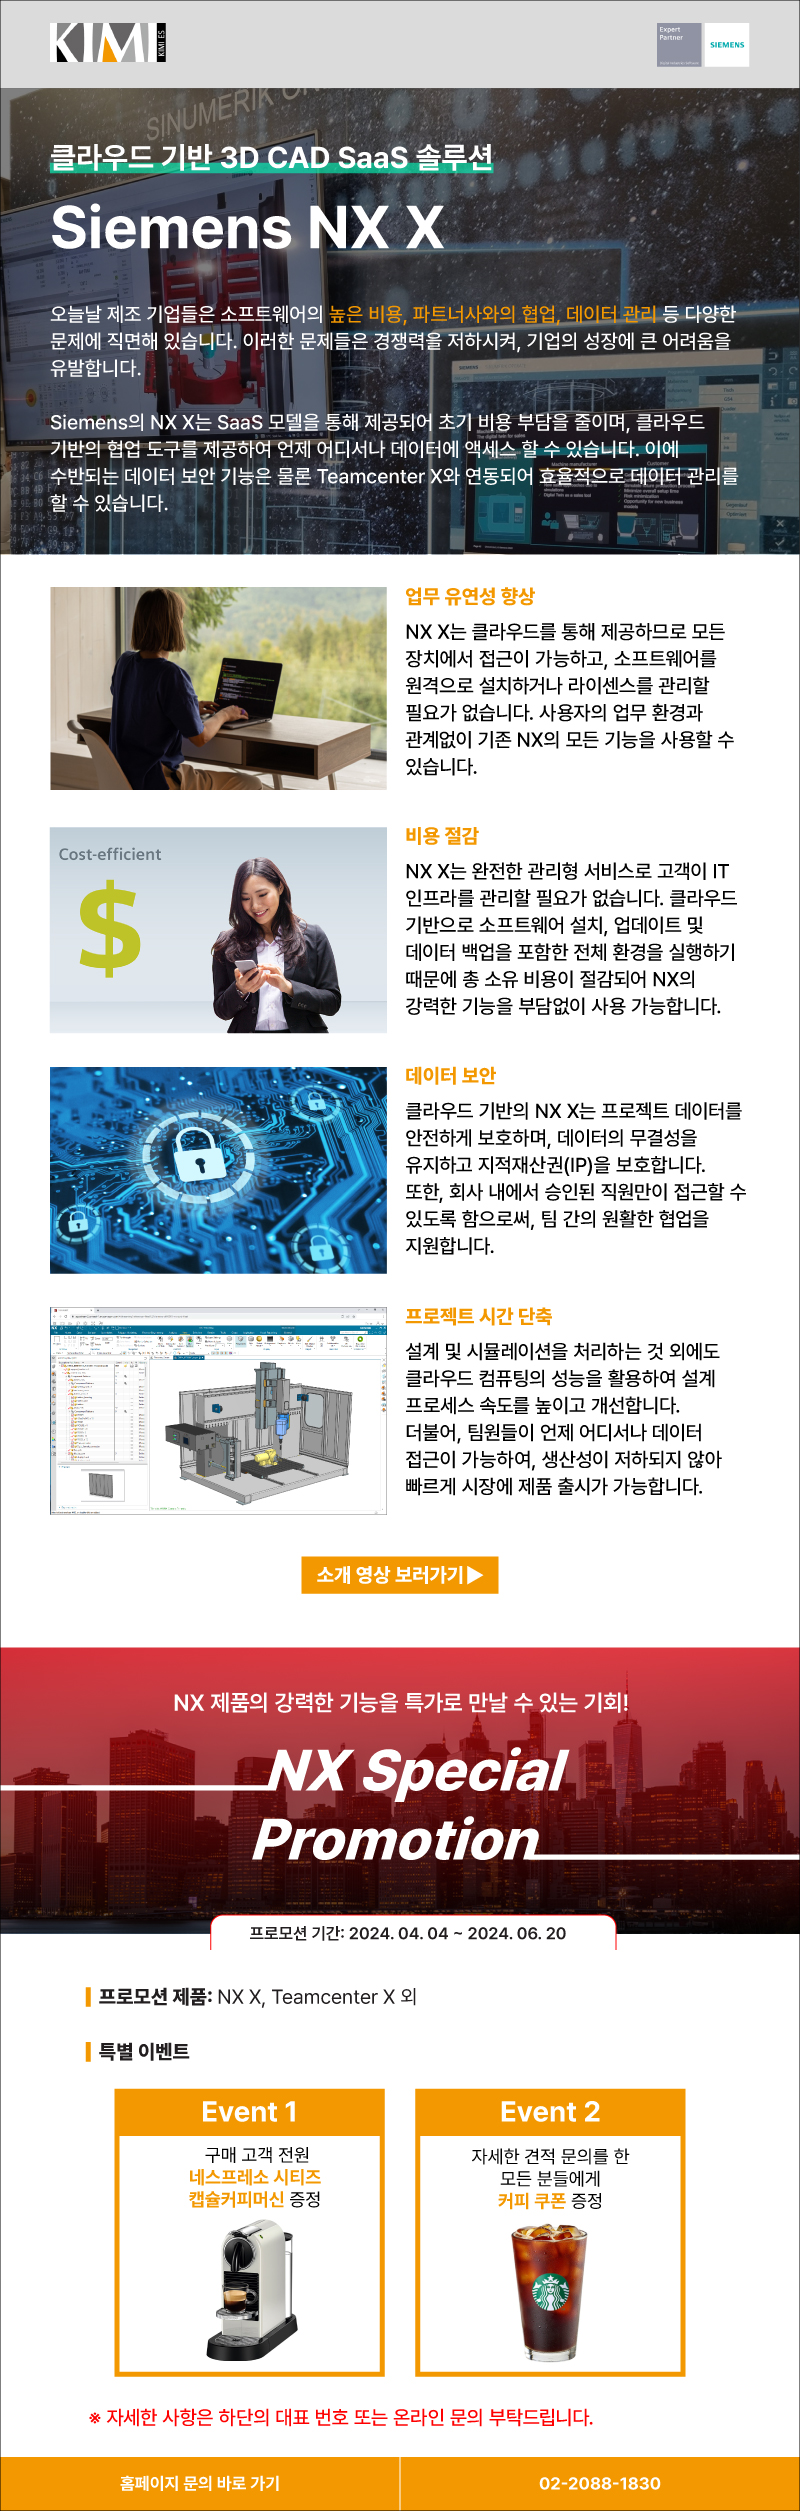 KIMI
KIMI ES
Expert
Partner
SIEMENS
SINUMERIK
클라우드 기반 3D CAD SaaS 솔루션
Siemens NX X
오늘날 제조 기업들은 소프트웨어의 높은 비용, 파트너사와의 협업, 데이터 관리 등 다양한
문제에 직면해 있습니다. 이러한 문제들은 경쟁력을 저하시켜, 기업의 성장에 큰 어려움을
유발합니다.
Siemens의 NX X는 SaaS 모델을 통해 제공되어 초기 비용 부담을 줄이며, 클라우드
기반의 협업 도구를 제공하여 언제 어디서나 데이터에 액세스 할 수 있습니다. 이에
수반되는 데이터 보안 기능은 물론 Teamcenter X와 연동되어 효율적으로 데이터 관리를
할 수 있습니다.
업무 유연성 향상
NX X는 클라우드를 통해 제공하므로 모든
장치에서 접근이 가능하고, 소프트웨어를
원격으로 설치하거나 라이센스를 관리할
필요가 없습니다. 사용자의 업무 환경과
관계없이 기존 NX의 모든 기능을 사용할 수
있습니다.
Cost-efficient
$
비용 절감
NX X는 완전한 관리형 서비스로 고객이 IT
인프라를 관리할 필요가 없습니다. 클라우드
기반으로 소프트웨어 설치, 업데이트 및
데이터 백업을 포함한 전체 환경을 실행하기
때문에 총 소유 비용이 절감되어 NX의
강력한 기능을 부담없이 사용 가능합니다.
데이터 보안
클라우드 기반의 NX X는 프로젝트 데이터를
안전하게 보호하며, 데이터의 무결성을
유지하고 지적재산권(IP)을 보호합니다.
또한, 회사 내에서 승인된 직원만이 접근할 수
있도록 함으로써, 팀 간의 원활한 협업을
지원합니다.
프로젝트 시간 단축
설계 및 시뮬레이션을 처리하는 것 외에도
클라우드 컴퓨팅의 성능을 활용하여 설계
프로세스 속도를 높이고 개선합니다.
더불어, 팀원들이 언제 어디서나 데이터
접근이 가능하여, 생산성이 저하되지 않아
빠르게 시장에 제품 출시가 가능합니다.
소개 영상 보러가기▶
NX 제품의 강력한 기능을 특가로 만날 수 있는 기회!
NX Special
Promotion
프로모션 기간: 2024. 04. 04 ~ 2024. 06. 20
프로모션 제품: NX X, Teamcenter X 외
특별 이벤트
Event 1
구매 고객 전원
네스프레소 시티즈
캡슐커피머신 증정
Event 2
자세한 견적 문의를 한
모든 분들에게
커피 쿠폰 증정
※ 자세한 사항은 하단의 대표 번호 또는 온라인 문의 부탁드립니다.
홈페이지 문의 바로 가기
02-2088-1830